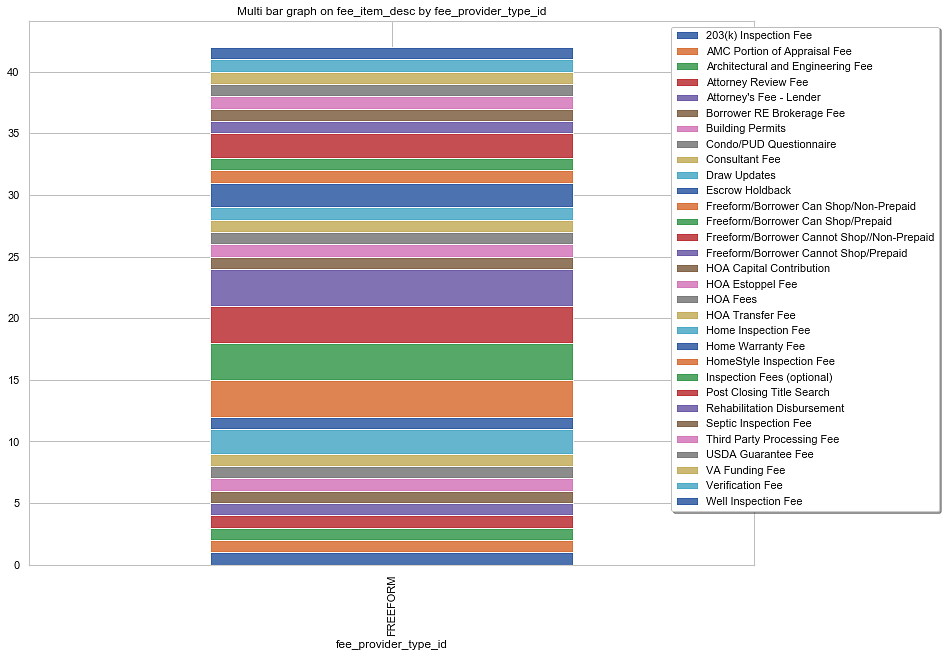 Multi bar graph on fee_item_desc by fee_provider_type_id
203(k) Inspection Fee
AMC Portion of Appraisal Fee
Architectural and Engineering Fee
Attorney Review Fee
Attorney's Fee - Lender
Borrower RE Brokerage Fee
Building Permits
Condo/PUD Questionnaire
Consultant Fee
Draw Updates
Escrow Holdback
Freeform/Borrower Can Shop/Non-Prepaid
Freeform/Borrower Can Shop/Prepaid
Freeform/Borrower Cannot Shop//Non-Prepaid
Freeform/Borrower Cannot Shop/Prepaid
HOA Capital Contribution
HOA Estoppel Fee
HOA Fees
HOA Transfer Fee
Home Inspection Fee
Home Warranty Fee
HomeStyle Inspection Fee
Inspection Fees (optional)
Post Closing Title Search
Rehabilitation Disbursement
Septic Inspection Fee
Third Party Processing Fee
USDA Guarantee Fee
VA Funding Fee
Verification Fee
Well Inspection Fee
40
35
30
25
20
15
10
5
0
FREEFORM
fee_provider_type_id